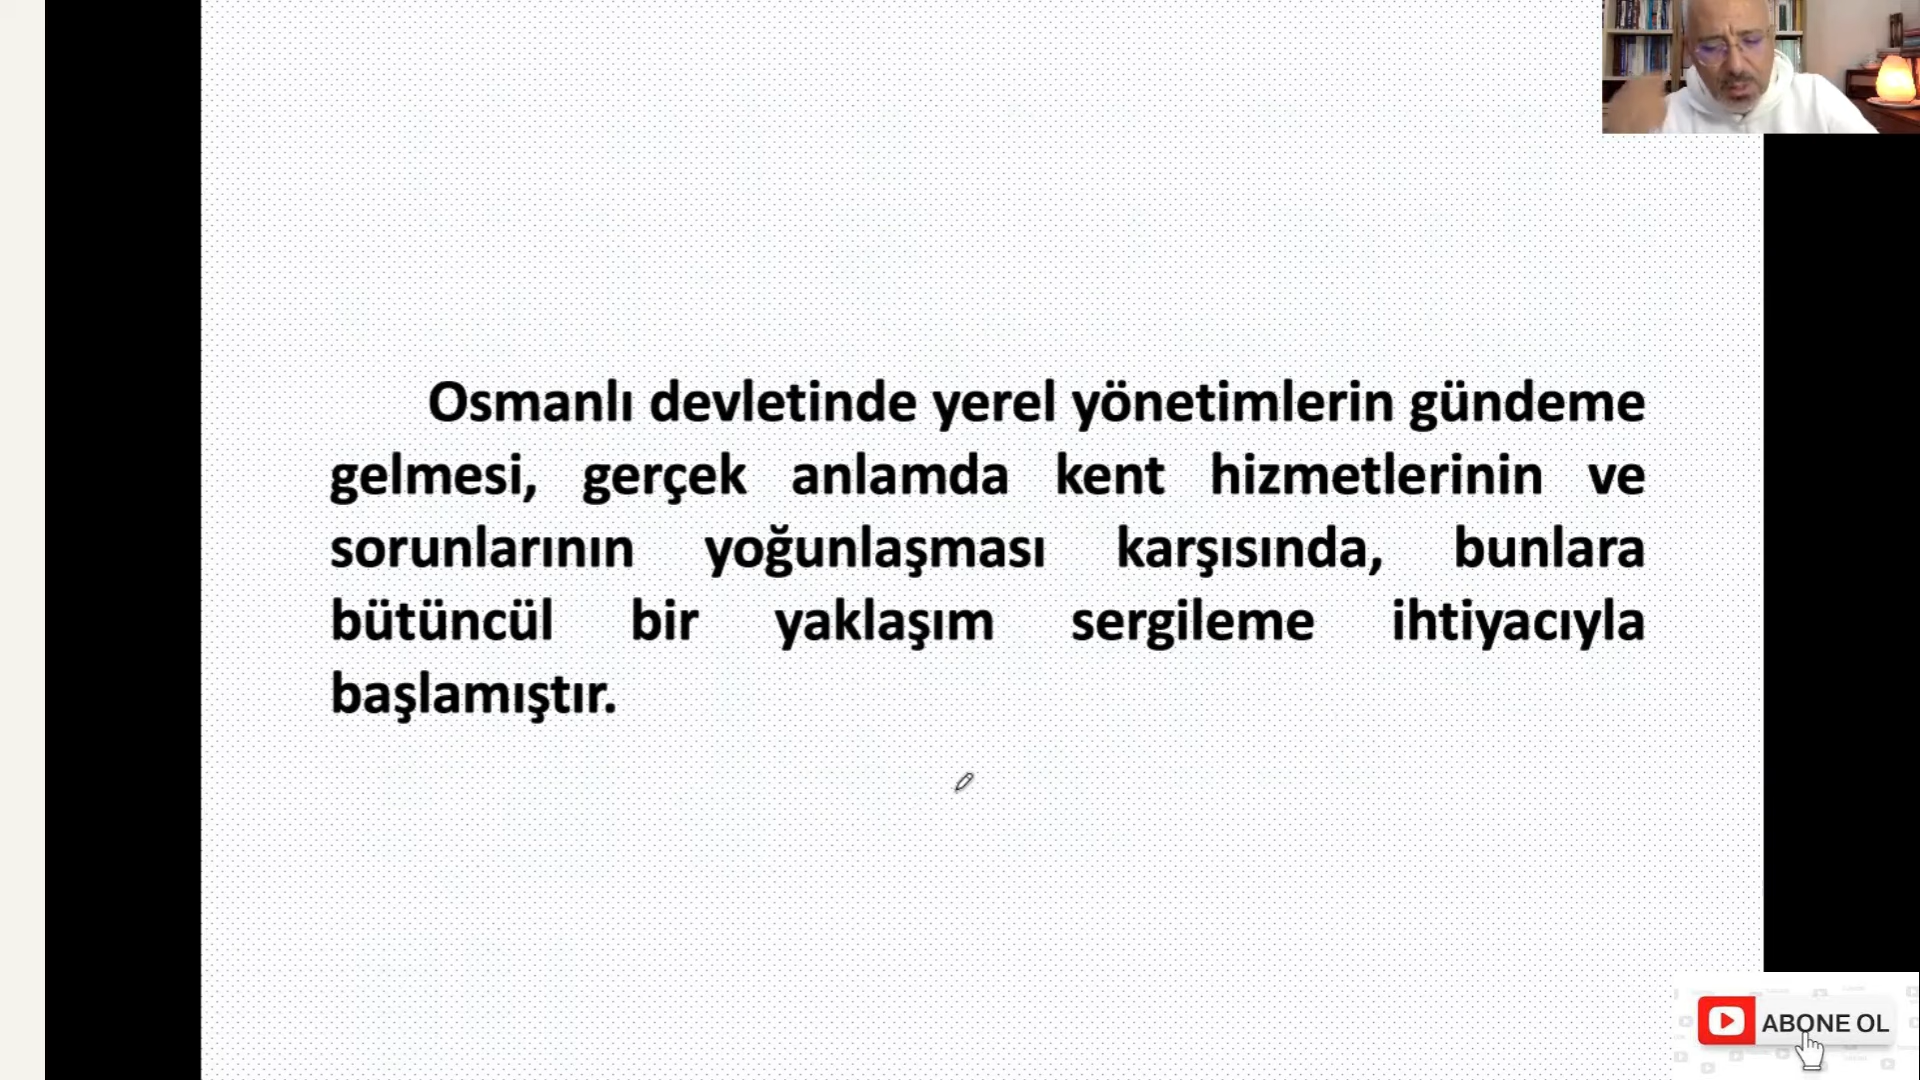 Osmanlı devletinde yerel yönetimlerin gündeme
gelmesi, gerçek anlamda kent hizmetlerinin ve
sorunlarının yoğunlaşması karşısında, bunlara
bütüncül bir yaklaşım sergileme ihtiyacıyla
başlamıştır.
ABONE OL